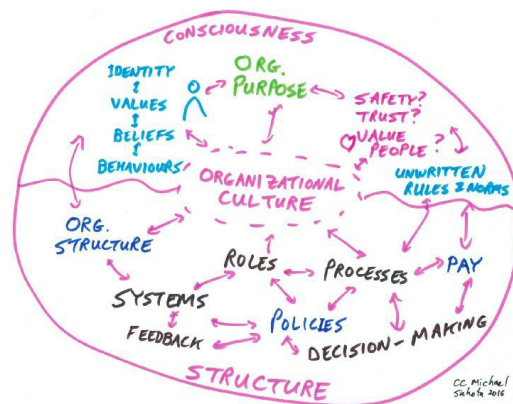 CONSCIOUSNESS
IDENTITY
VALUES
BELIEFS
BEHAVIOURS
ORG.
PURPOSE
SAFETY?
TRUST?
VALUE
PEOPLE?
UNWRITTEN
RULES & NORMS
ORGANIZATIONAL
CULTURE
ORG.
STRUCTURE
ROLES
PROCESSES
PAY
SYSTEMS
FEEDBACK
POLICIES
DECISION-MAKING
STRUCTURE
CC Michael
Sahota 2016